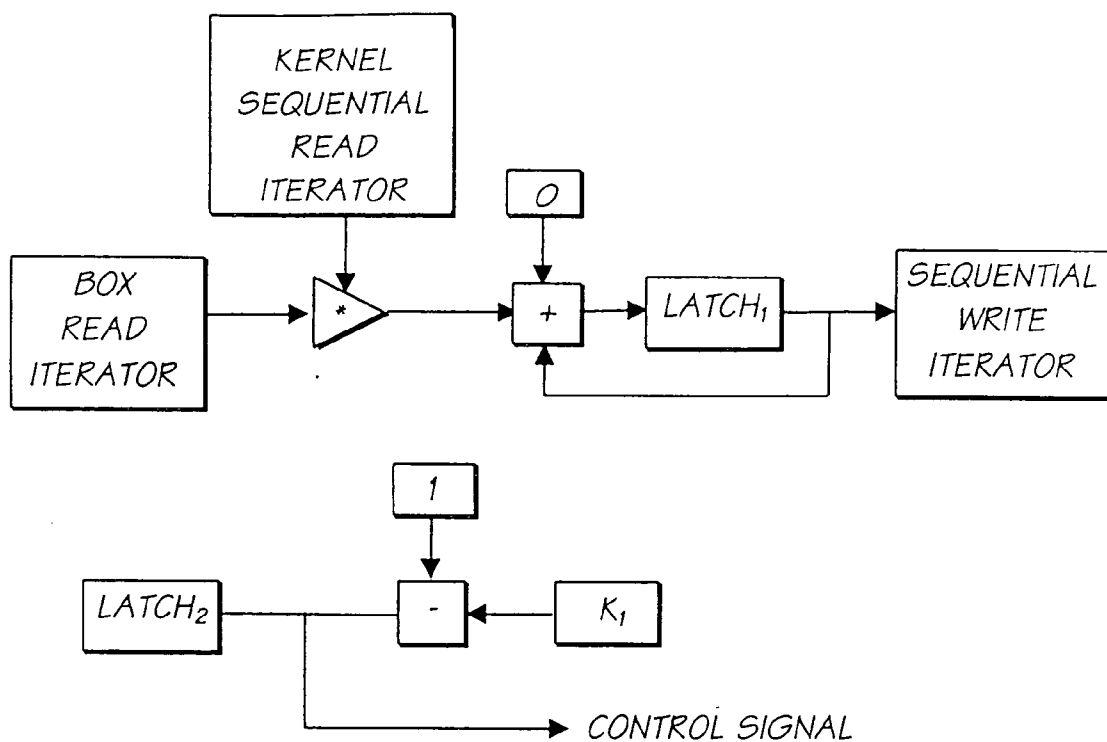 KERNEL
SEQUENTIAL
READ
ITERATOR
0
BOX
READ
ITERATOR
*
+
LATCH₁
SEQUENTIAL
WRITE
ITERATOR
1
LATCH₂
-
K₁
CONTROL SIGNAL